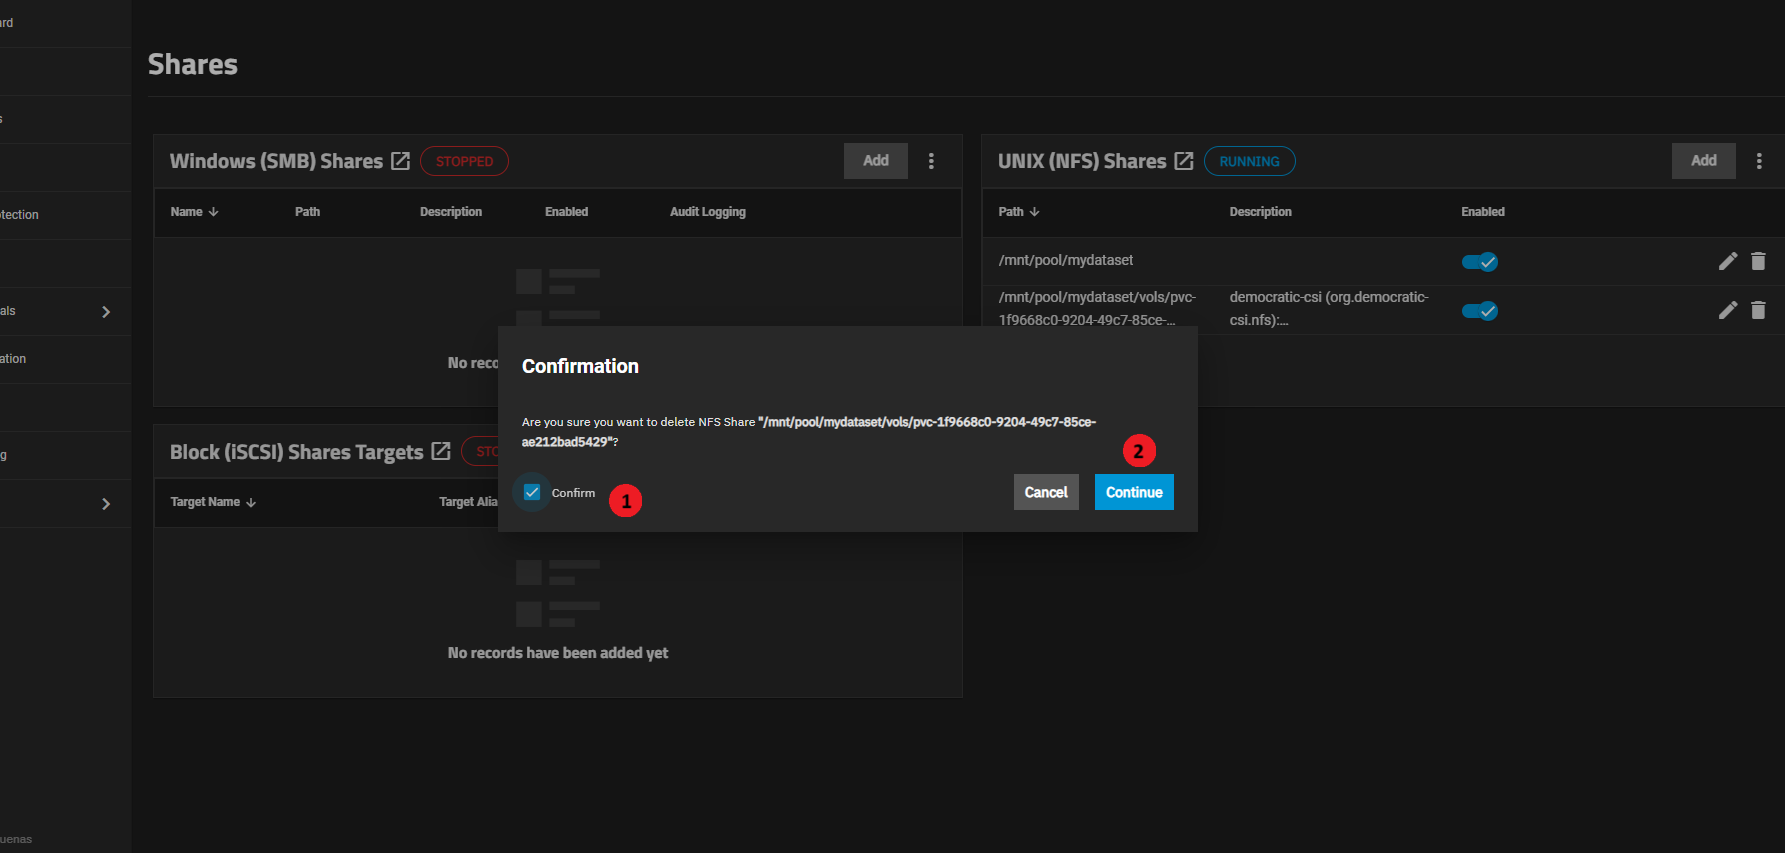 ard
s
otection
als
ation
g
uenas
Shares
Windows (SMB) Shares STOPPED Add
Name Path Description Enabled Audit Logging
No reco
UNIX (NFS) Shares RUNNING Add
Path Description Enabled
/mnt/pool/mydataset
/mnt/pool/mydataset/vols/pvc- democratic-csi (org.democratic-
1f9668c0-9204-49c7-85ce-... csi.nfs):...
Confirmation
Are you sure you want to delete NFS Share "/mnt/pool/mydataset/vols/pvc-1f9668c0-9204-49c7-85ce-
ae212bad5429"?
2
Confirm 1 Cancel Continue
Block (iSCSI) Shares Targets STO
Target Name Target Alia
No records have been added yet